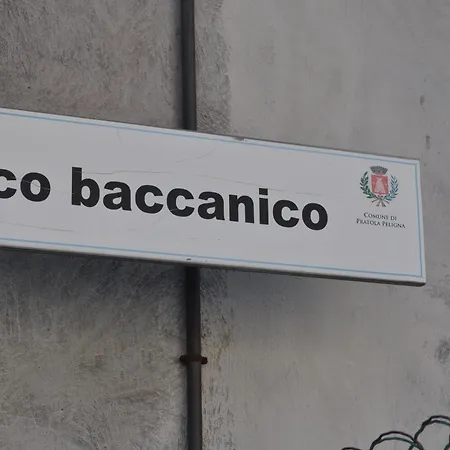 co baccanico
COMUNE DI
PRATOLA PELIGNA